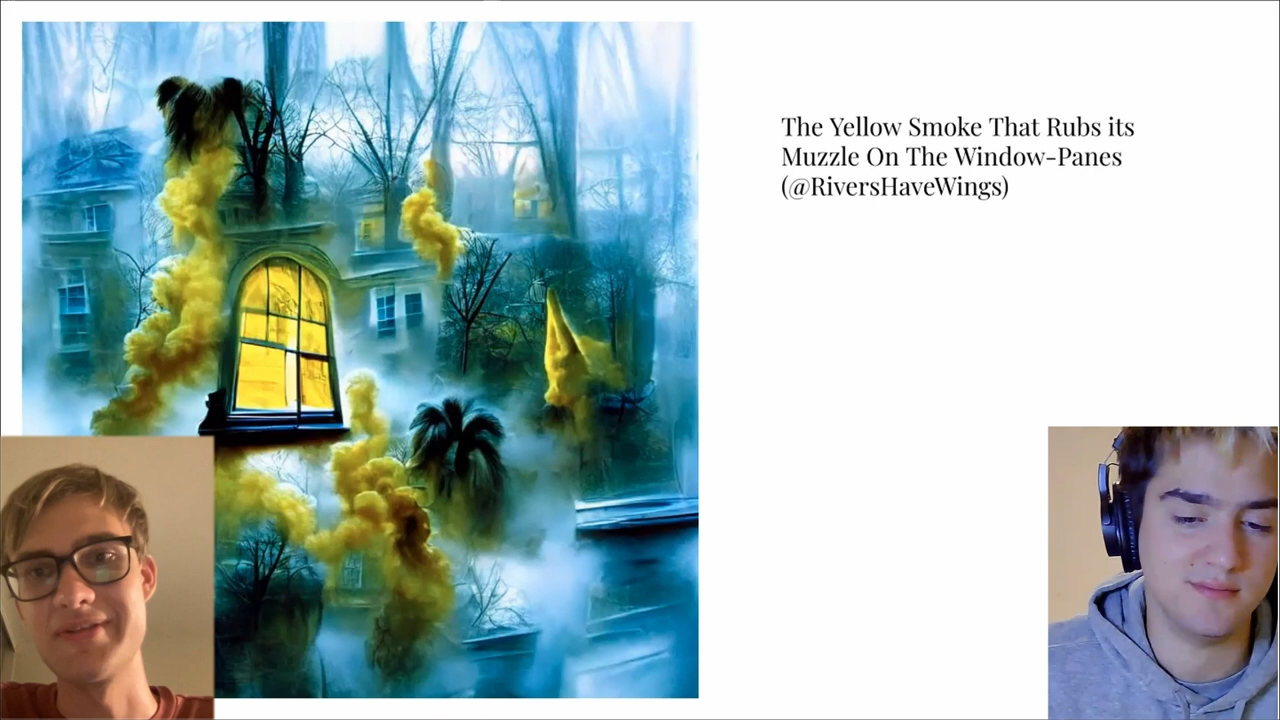 The Yellow Smoke That Rubs its
Muzzle On The Window-Panes
(@RiversHaveWings)